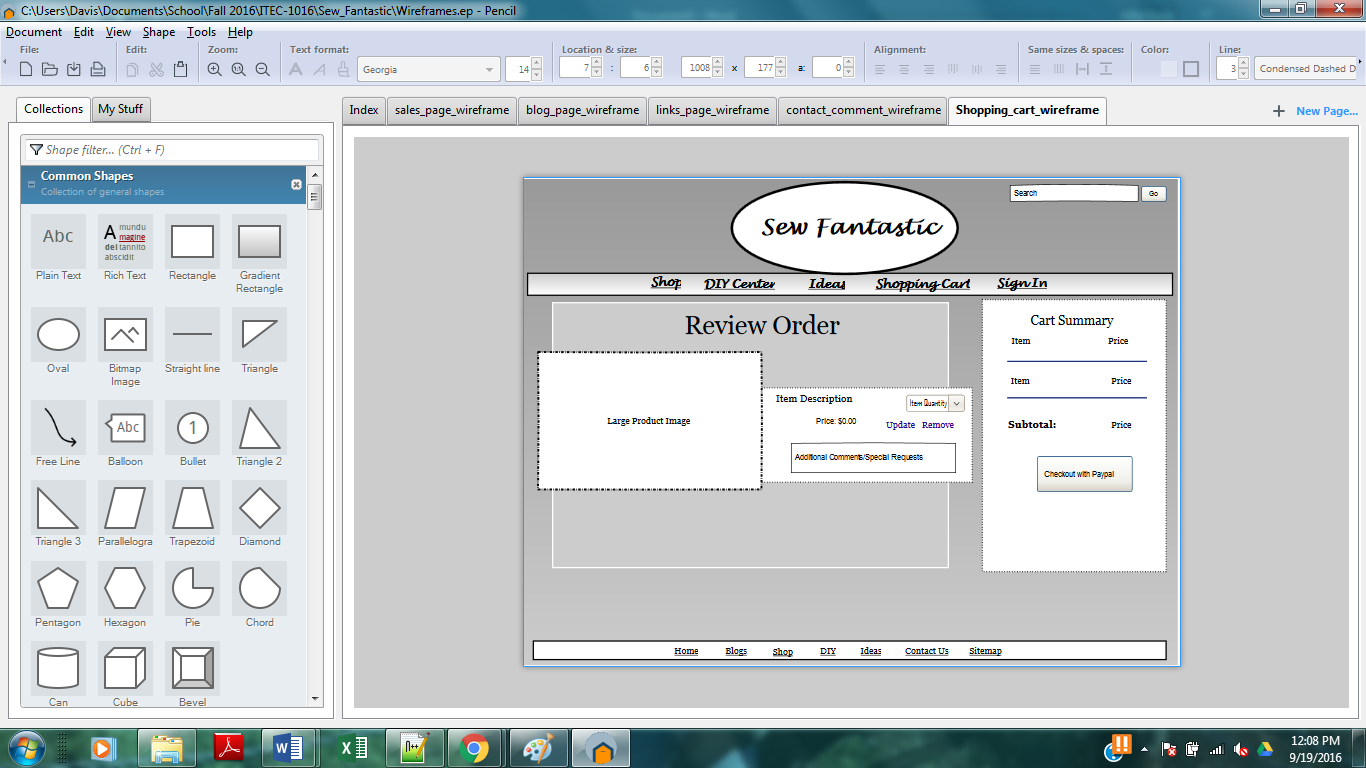 C:\Users\Davis\Documents\School\Fall 2016\ITEC-1016\Sew_Fantastic\Wireframes.ep - Pencil
Document Edit View Shape Tools Help
File: Edit: Zoom: Text format: Location & size: Alignment: Same sizes & spaces: Color: Line:
Georgia 14 7 : 6 1008 x 177 a: 0 3 Condensed Dashed D
Collections My Stuff
Index sales_page_wireframe blog_page_wireframe links_page_wireframe contact_comment_wireframe Shopping_cart_wireframe + New Page...
Shape filter... (Ctrl + F)
Common Shapes
Collection of general shapes
Abc
A mundu
magine
del tannito
abscidit
Plain Text Rich Text Rectangle Gradient Rectangle
Oval Bitmap Image Straight line Triangle
Abc 1
Free Line Balloon Bullet Triangle 2
Triangle 3 Parallelogra Trapezoid Diamond
Pentagon Hexagon Pie Chord
Can Cube Bevel
Search Go
Sew Fantastic
Shop DIY Center Ideas Shopping Cart Sign In
Review Order
Large Product Image
Item Description Item Quantity
Price: $0.00 Update Remove
Additional Comments/Special Requests
Cart Summary
Item Price
Item Price
Subtotal: Price
Checkout with Paypal
Home Blogs Shop DIY Ideas Contact Us Sitemap
12:08 PM
9/19/2016